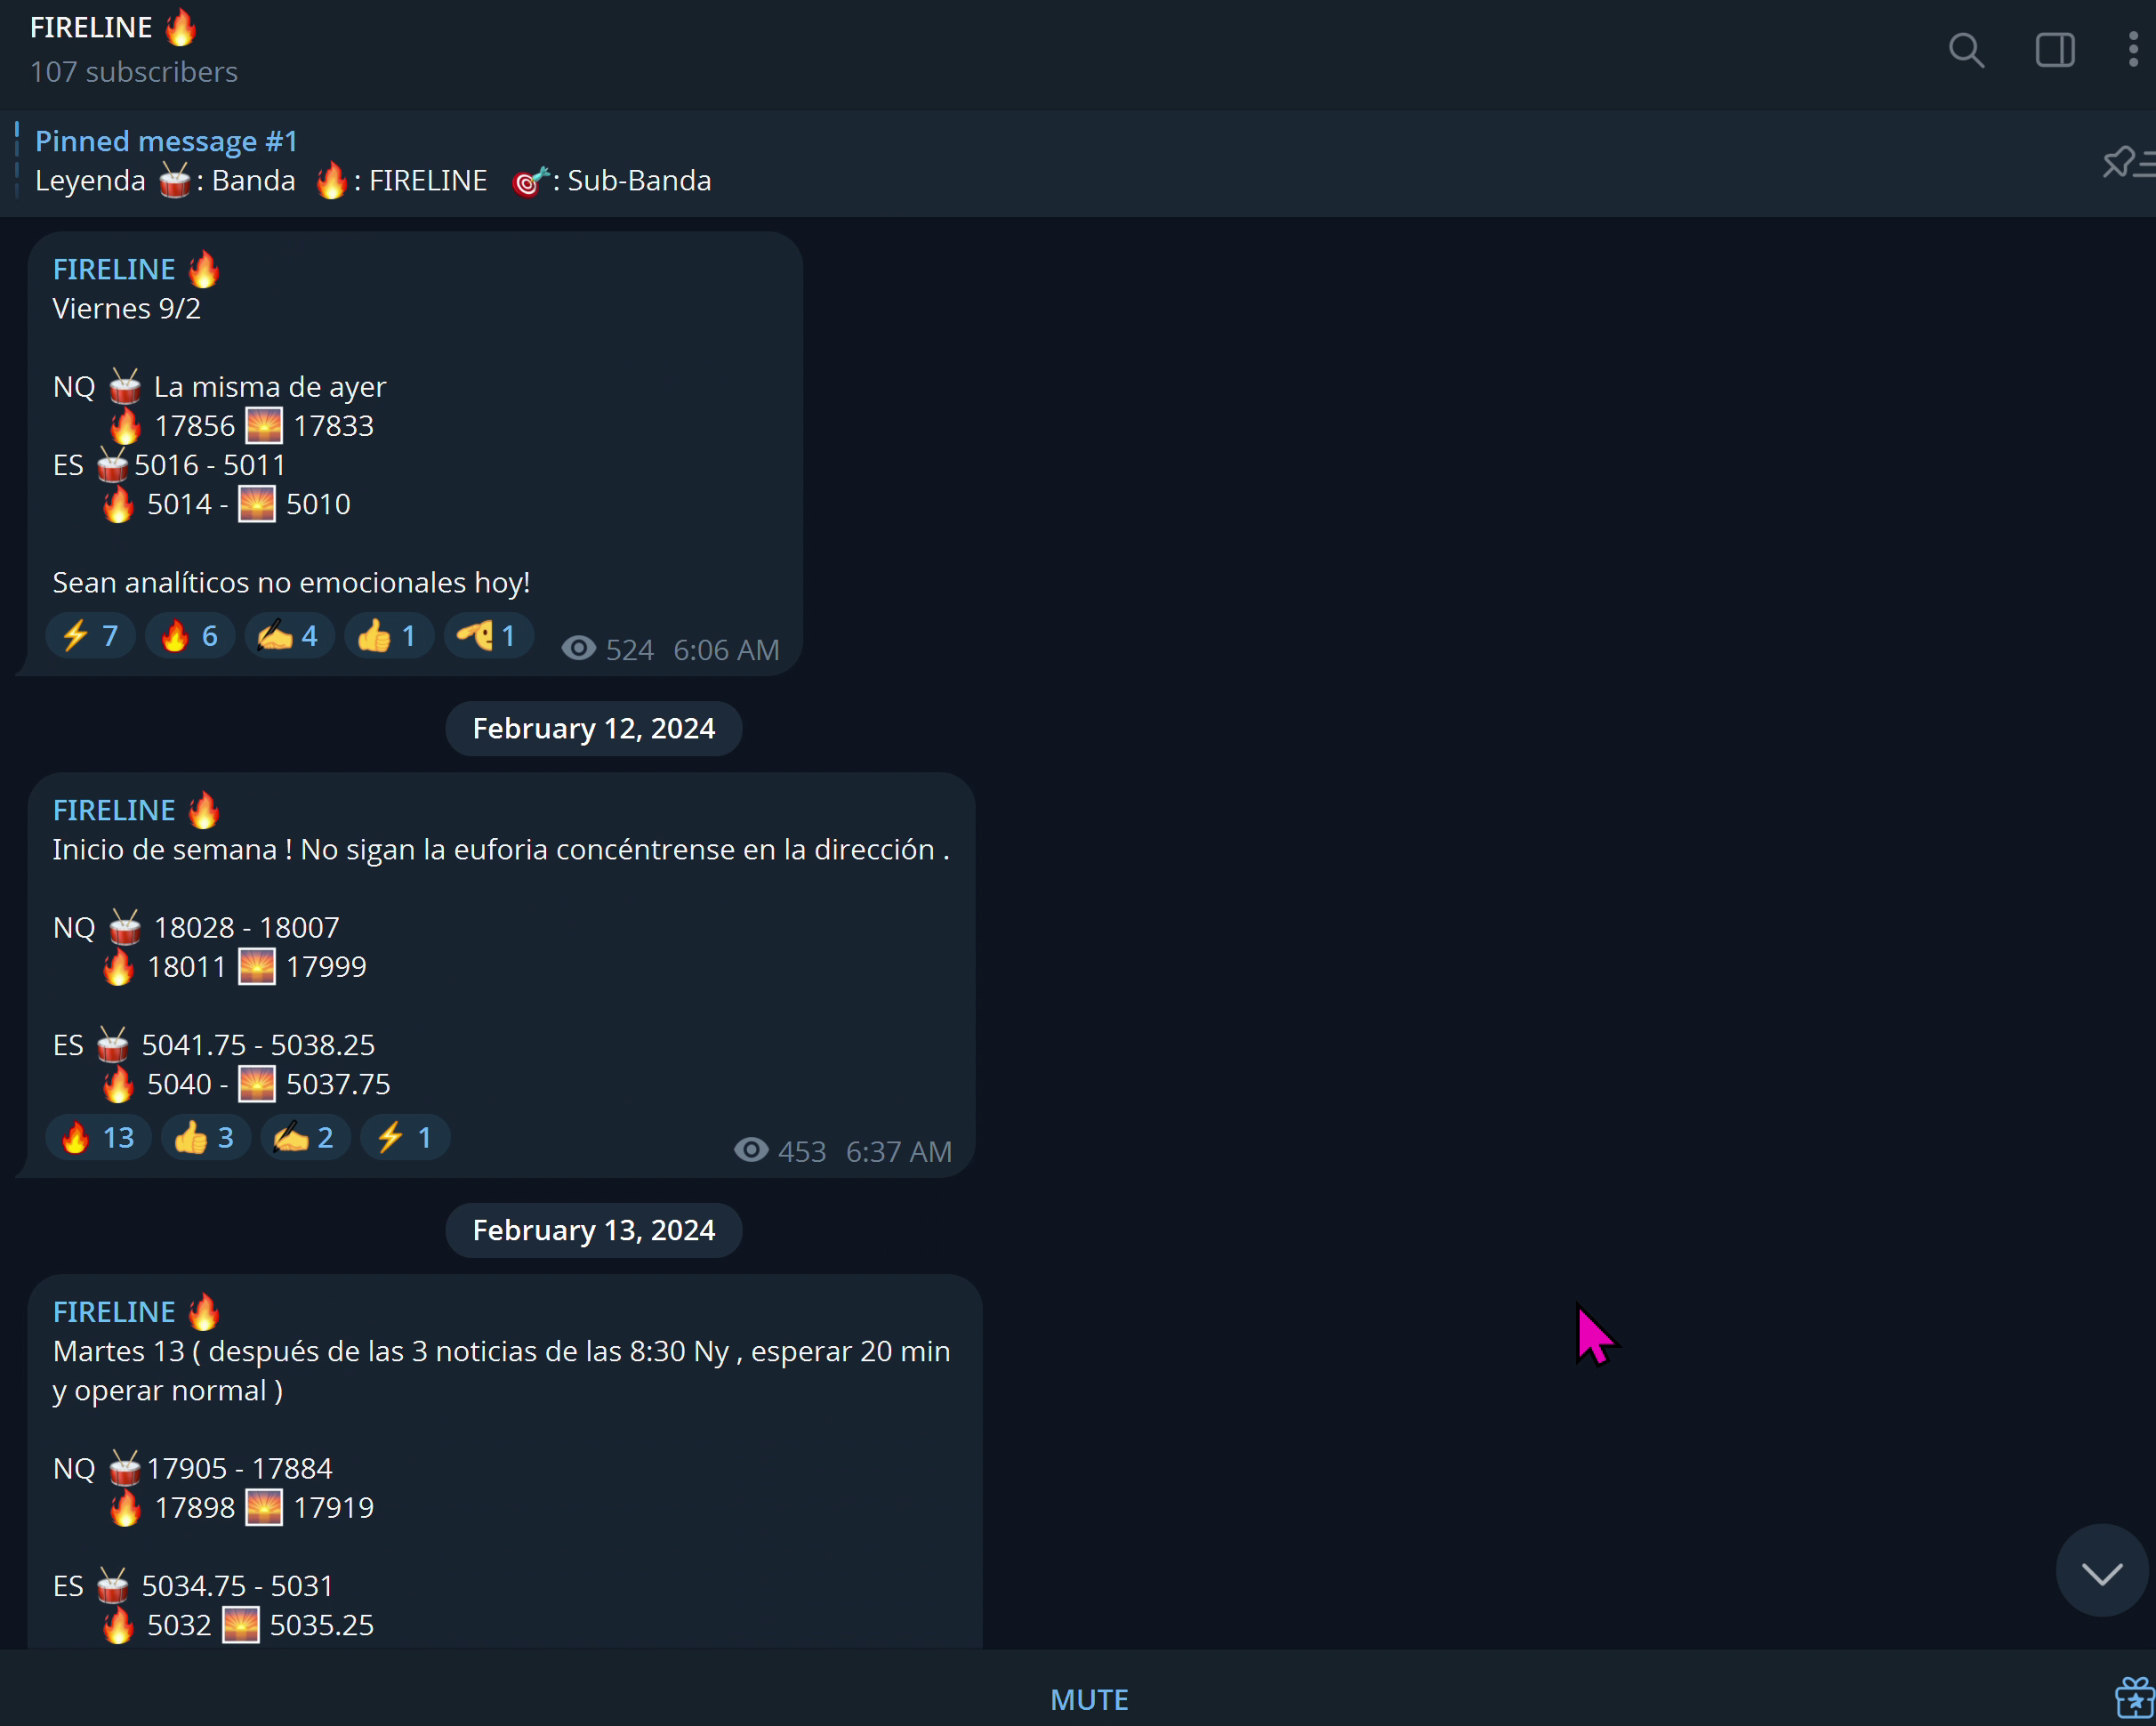 FIRELINE 🔥
107 subscribers
Pinned message #1
Leyenda 🥁: Banda 🔥: FIRELINE 🎯: Sub-Banda
FIRELINE 🔥
Viernes 9/2
NQ 🥁 La misma de ayer
🔥 17856 🌅 17833
ES 🥁5016 - 5011
🔥 5014 - 🌅 5010
Sean analíticos no emocionales hoy!
⚡ 7 🔥 6 ✍ 4 👍 1 🫡 1 524 6:06 AM
February 12, 2024
FIRELINE 🔥
Inicio de semana ! No sigan la euforia concéntrense en la dirección .
NQ 🥁 18028 - 18007
🔥 18011 🌅 17999
ES 🥁 5041.75 - 5038.25
🔥 5040 - 🌅 5037.75
🔥 13 👍 3 ✍ 2 ⚡ 1 453 6:37 AM
February 13, 2024
FIRELINE 🔥
Martes 13 ( después de las 3 noticias de las 8:30 Ny , esperar 20 min
y operar normal )
NQ 🥁17905 - 17884
🔥 17898 🌅 17919
ES 🥁 5034.75 - 5031
🔥 5032 🌅 5035.25
MUTE